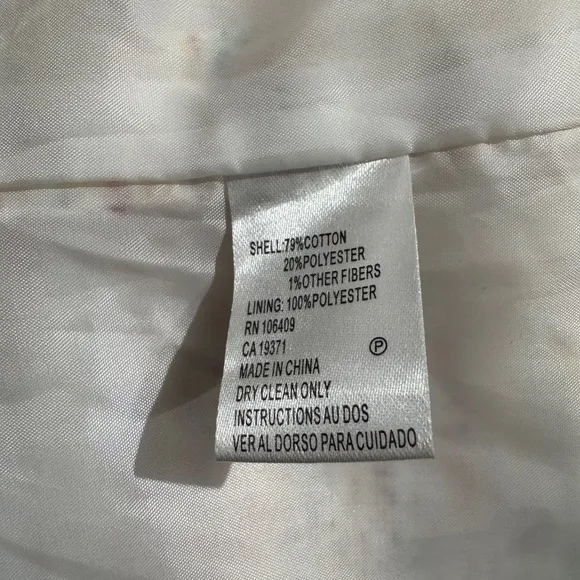 SHELL:79%COTTON
20%POLYESTER
1%OTHER FIBERS
LINING: 100%POLYESTER
RN 106409
CA 19371
P
MADE IN CHINA
DRY CLEAN ONLY
INSTRUCTIONS AU DOS
VER AL DORSO PARA CUIDADO